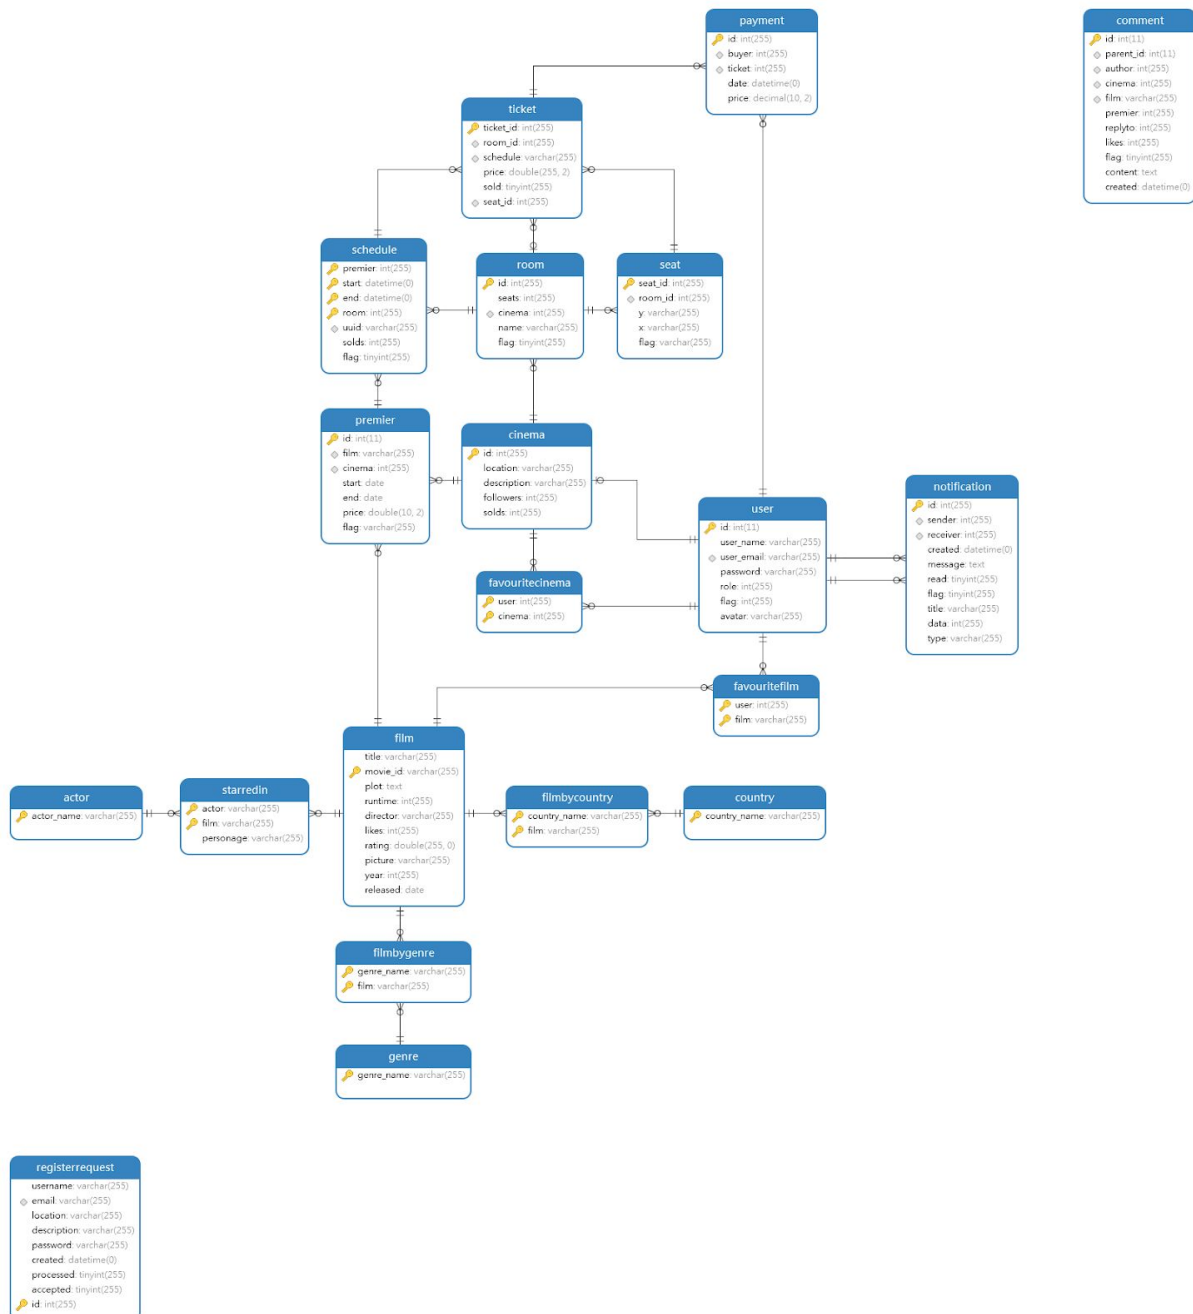 payment
id: int(255)
buyer: int(255)
ticket: int(255)
date: datetime(0)
price: decimal(10, 2)
comment
id: int(11)
parent_id: int(11)
author: int(255)
cinema: int(255)
film: varchar(255)
premier: int(255)
replyto: int(255)
likes: int(255)
flag: tinyint(255)
content: text
created: datetime(0)
ticket
ticket_id: int(255)
room_id: int(255)
schedule: varchar(255)
price: double(255, 2)
sold: tinyint(255)
seat_id: int(255)
schedule
premier: int(255)
start: datetime(0)
end: datetime(0)
room: int(255)
uuid: varchar(255)
solds: int(255)
flag: tinyint(255)
room
id: int(255)
seats: int(255)
cinema: int(255)
name: varchar(255)
flag: tinyint(255)
seat
seat_id: int(255)
room_id: int(255)
y: varchar(255)
x: varchar(255)
flag: varchar(255)
premier
id: int(11)
film: varchar(255)
cinema: int(255)
start: date
end: date
price: double(10, 2)
flag: varchar(255)
cinema
id: int(255)
location: varchar(255)
description: varchar(255)
followers: int(255)
solds: int(255)
user
id: int(11)
user_name: varchar(255)
user_email: varchar(255)
password: varchar(255)
role: int(255)
flag: int(255)
avatar: varchar(255)
notification
id: int(255)
sender: int(255)
receiver: int(255)
created: datetime(0)
message: text
read: tinyint(255)
flag: tinyint(255)
title: varchar(255)
data: int(255)
type: varchar(255)
favouritecinema
user: int(255)
cinema: int(255)
favouritefilm
user: int(255)
film: varchar(255)
film
title: varchar(255)
movie_id: varchar(255)
plot: text
runtime: int(255)
director: varchar(255)
likes: int(255)
rating: double(255, 0)
picture: varchar(255)
year: int(255)
released: date
actor
actor_name: varchar(255)
starredin
actor: varchar(255)
film: varchar(255)
personage: varchar(255)
filmbycountry
country_name: varchar(255)
film: varchar(255)
country
country_name: varchar(255)
filmbygenre
genre_name: varchar(255)
film: varchar(255)
genre
genre_name: varchar(255)
registerrequest
username: varchar(255)
email: varchar(255)
location: varchar(255)
description: varchar(255)
password: varchar(255)
created: datetime(0)
processed: tinyint(255)
accepted: tinyint(255)
id: int(255)